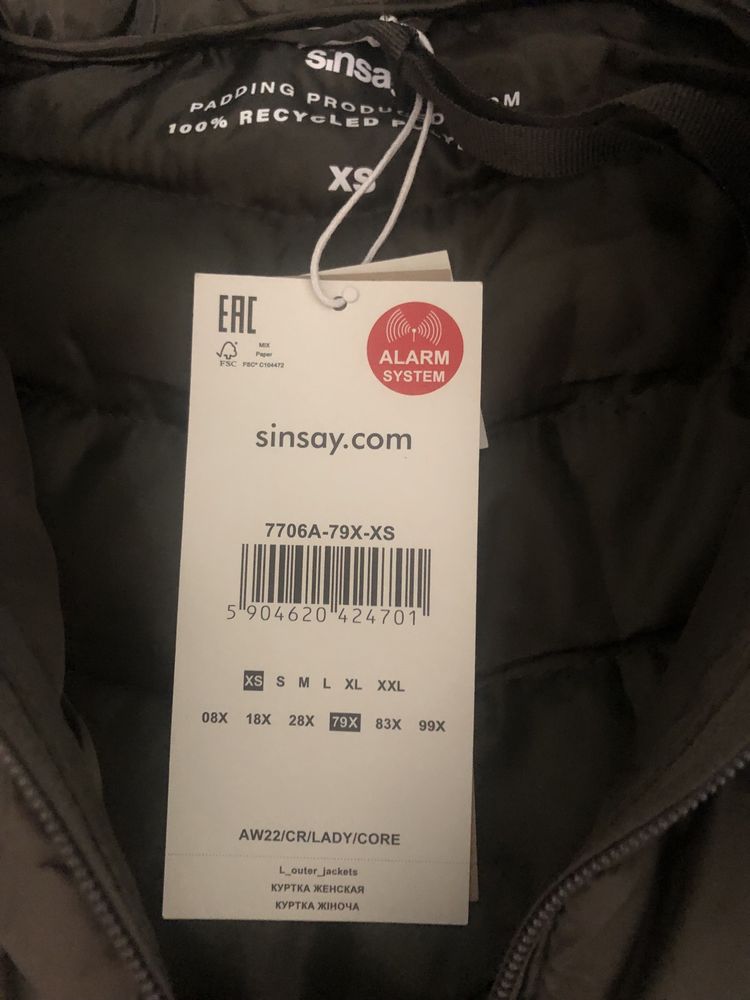 sinsay
PADDING PRODU
100% RECYCLED
XS
EAC
FSC
MIX
Paper
FSC® C104472
ALARM
SYSTEM
sinsay.com
7706A-79X-XS
5 904620 424701
XS S M L XL XXL
08X 18X 28X 79X 83X 99X
AW22/CR/LADY/CORE
L_outer_jackets
КУРТКА ЖЕНСКАЯ
КУРТКА ЖІНОЧА